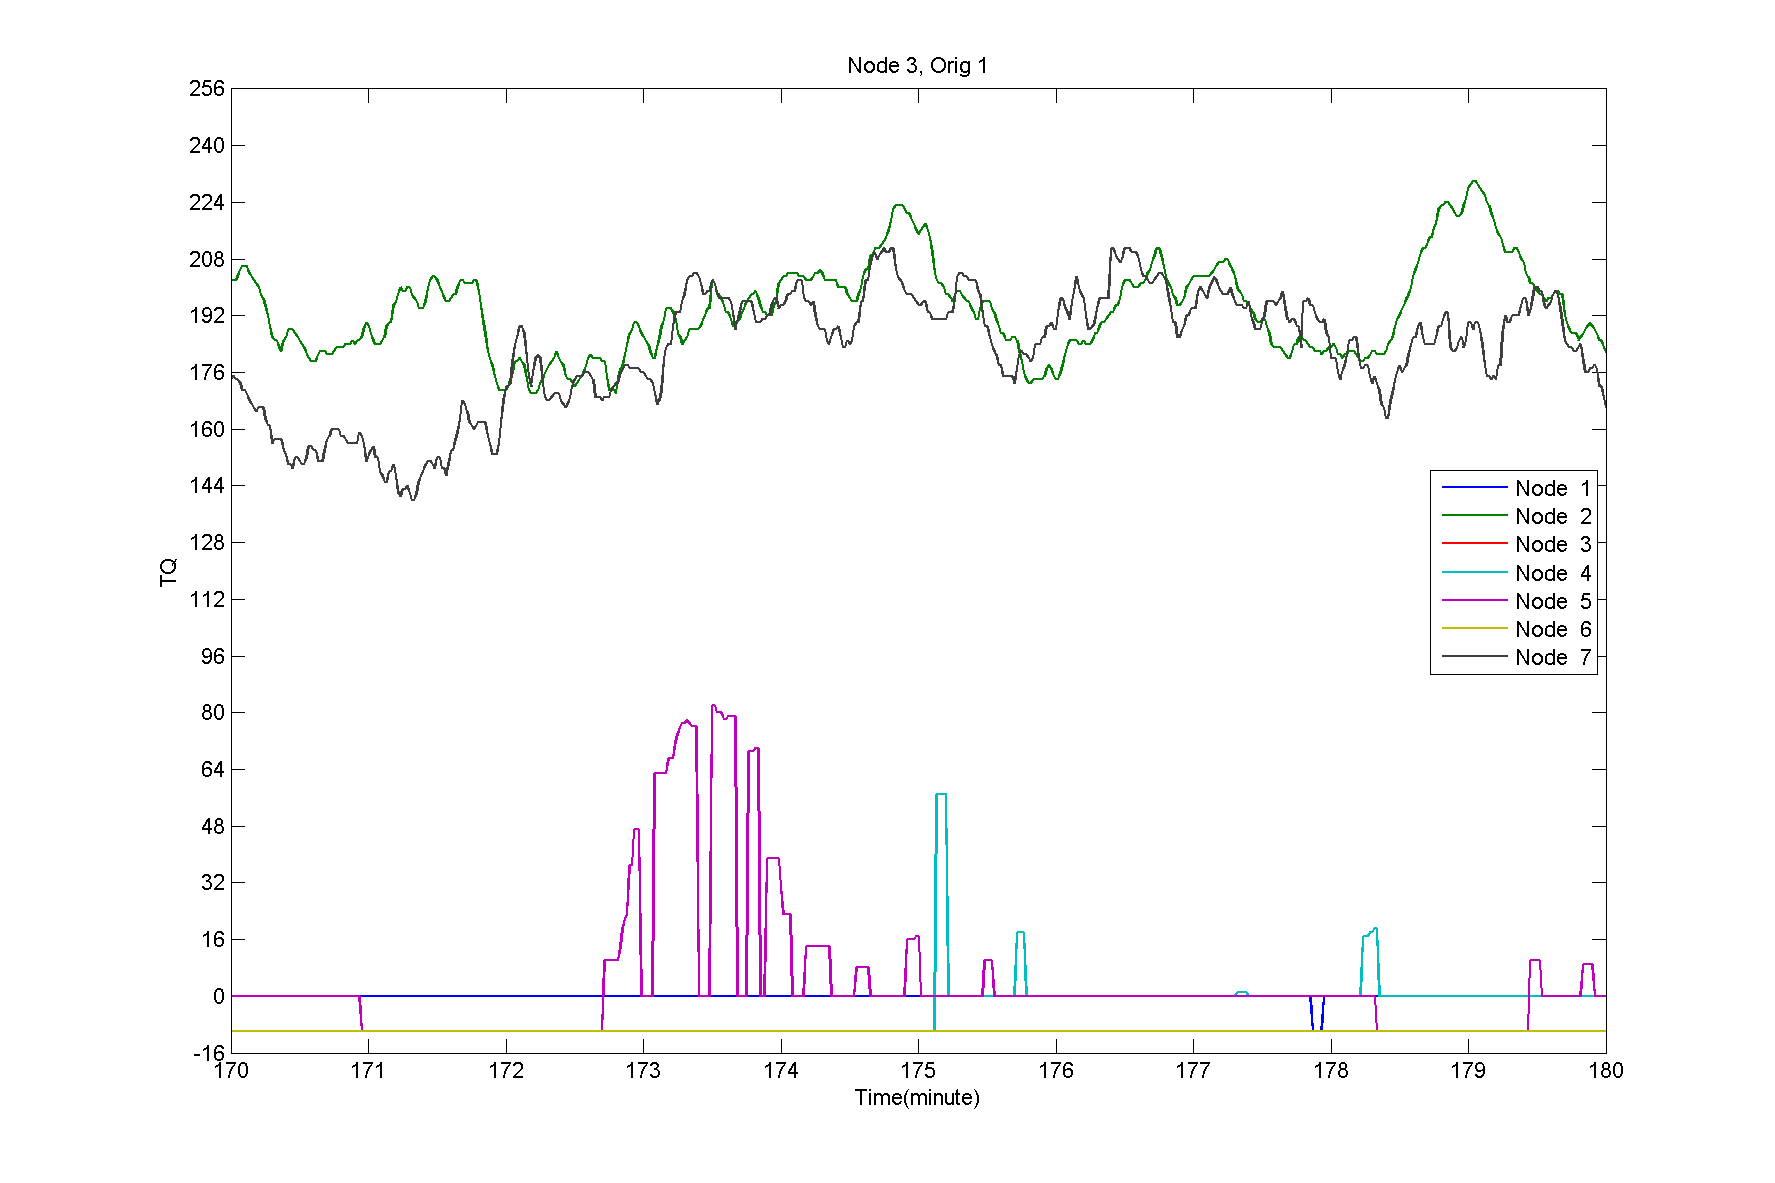 Node 3, Orig 1
256
240
224
208
192
176
160
144
128
112
96
80
64
48
32
16
0
-16
TQ
Node 1
Node 2
Node 3
Node 4
Node 5
Node 6
Node 7
170 171 172 173 174 175 176 177 178 179 180
Time(minute)